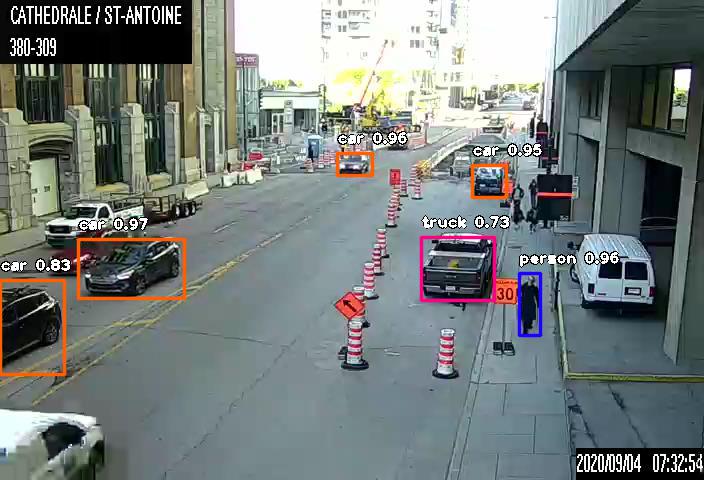 CATHEDRALE / ST-ANTOINE
380-309
car 0.96
car 0.95
car 0.97
truck 0.73
car 0.83
person 0.96
30
2020/09/04 07:32:54